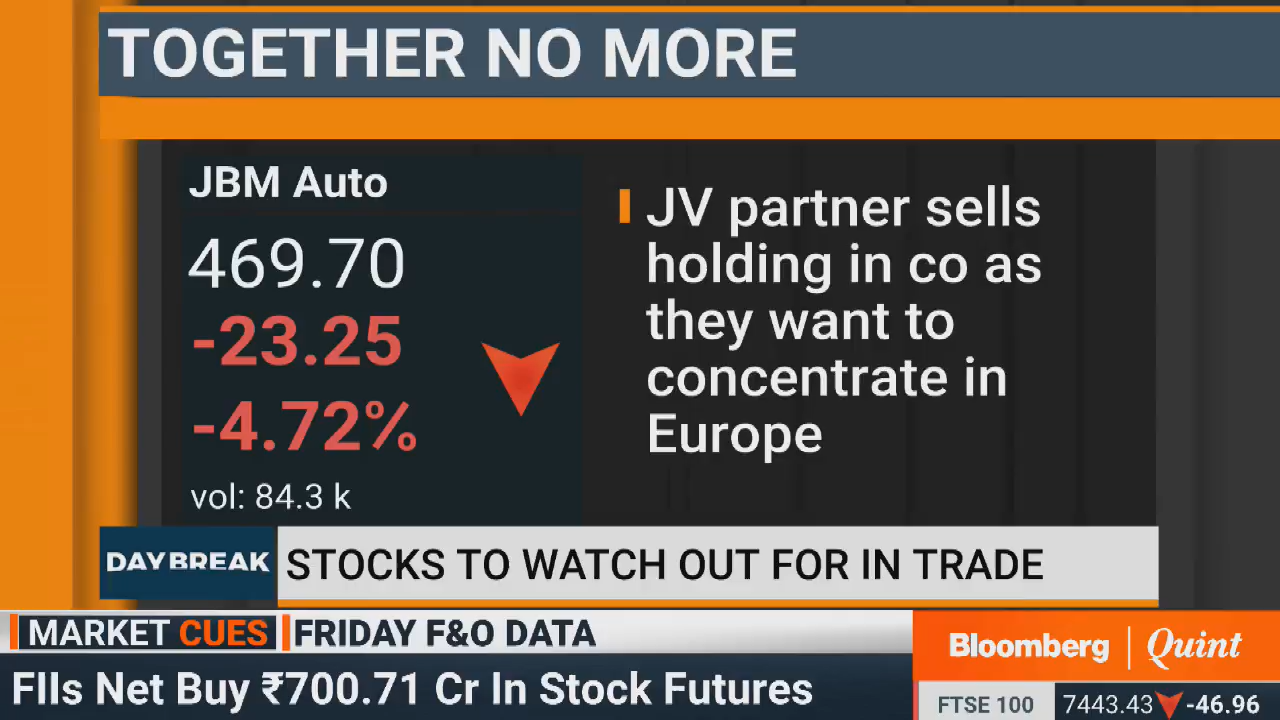 TOGETHER NO MORE
JBM Auto
469.70
-23.25
-4.72%
vol: 84.3 k
JV partner sells
holding in co as
they want to
concentrate in
Europe
DAYBREAK
STOCKS TO WATCH OUT FOR IN TRADE
MARKET CUES
FRIDAY F&O DATA
FIIs Net Buy ₹700.71 Cr In Stock Futures
Bloomberg | Quint
FTSE 100 7443.43 -46.96